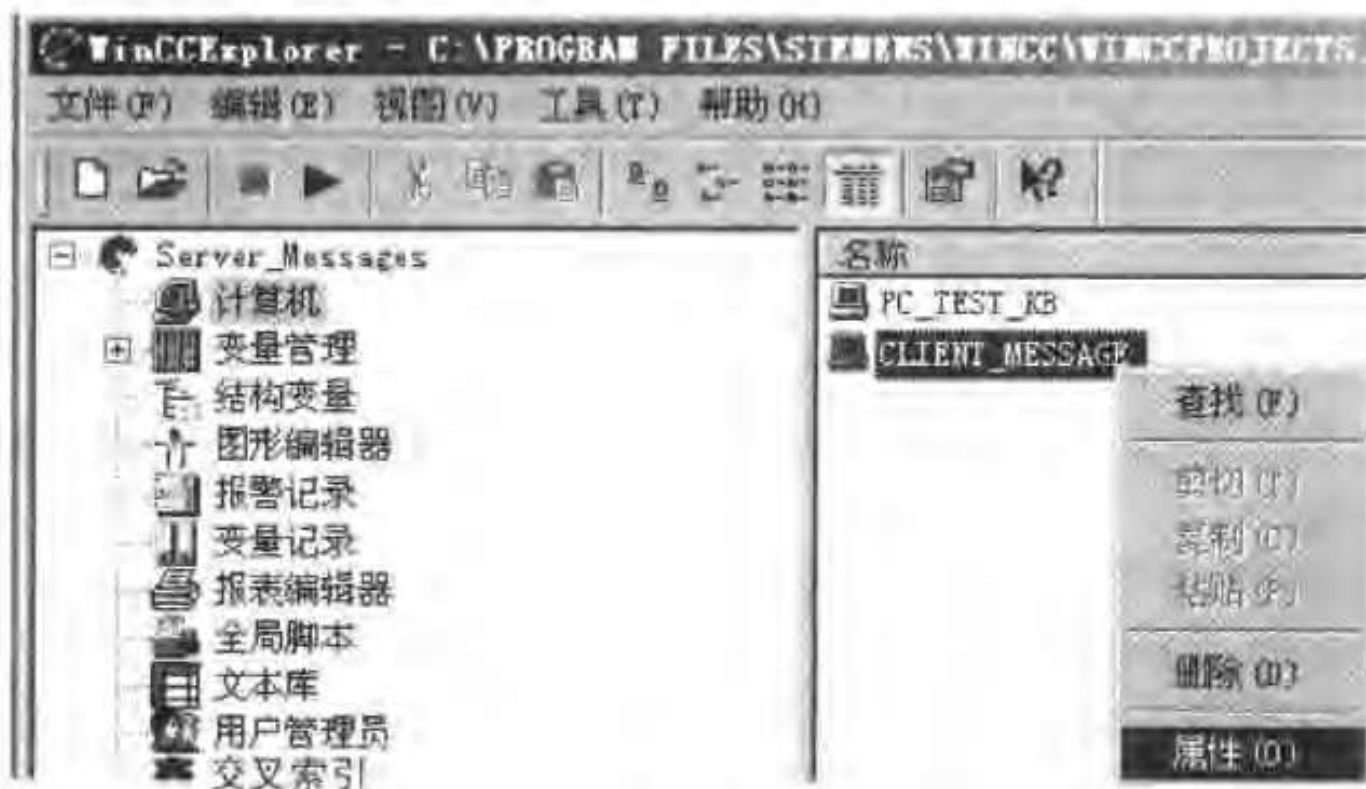 WinCCExplorer - C:\PROGRAM FILES\SIEMENS\WINCC\WINCCPROJECTS
文件(F) 编辑(E) 视图(V) 工具(T) 帮助(H)
Server_Messages
计算机
变量管理
结构变量
图形编辑器
报警记录
变量记录
报表编辑器
全局脚本
文本库
用户管理员
交叉索引
名称
PC_TEST_KB
CLIENT_MESSAGE
查找(F)
剪切(T)
复制(C)
粘贴(P)
删除(D)
属性(O)